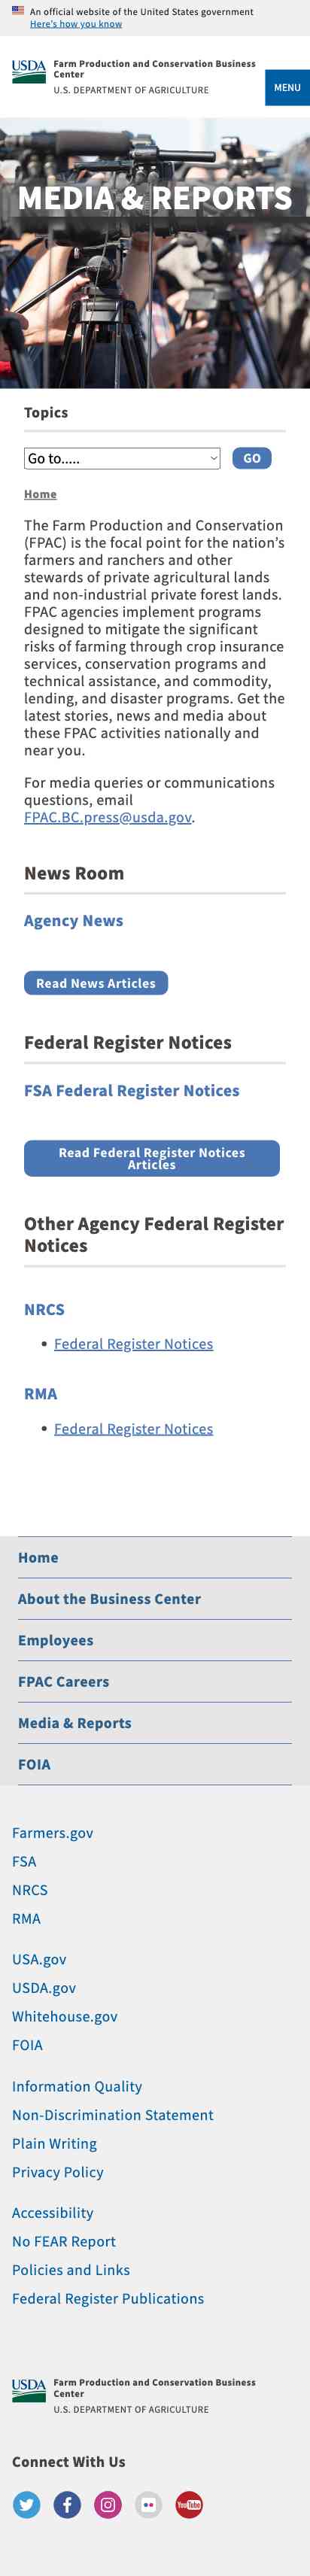 An official website of the United States government
Here's how you know
USDA
Farm Production and Conservation Business
Center
U.S. DEPARTMENT OF AGRICULTURE
MENU
MEDIA & REPORTS
Topics
Go to.....
GO
Home
The Farm Production and Conservation
(FPAC) is the focal point for the nation's
farmers and ranchers and other
stewards of private agricultural lands
and non-industrial private forest lands.
FPAC agencies implement programs
designed to mitigate the significant
risks of farming through crop insurance
services, conservation programs and
technical assistance, and commodity,
lending, and disaster programs. Get the
latest stories, news and media about
these FPAC activities nationally and
near you.
For media queries or communications
questions, email
FPAC.BC.press@usda.gov.
News Room
Agency News
Read News Articles
Federal Register Notices
FSA Federal Register Notices
Read Federal Register Notices
Articles
Other Agency Federal Register
Notices
NRCS
• Federal Register Notices
RMA
• Federal Register Notices
Home
About the Business Center
Employees
FPAC Careers
Media & Reports
FOIA
Farmers.gov
FSA
NRCS
RMA
USA.gov
USDA.gov
Whitehouse.gov
FOIA
Information Quality
Non-Discrimination Statement
Plain Writing
Privacy Policy
Accessibility
No FEAR Report
Policies and Links
Federal Register Publications
USDA
Farm Production and Conservation Business
Center
U.S. DEPARTMENT OF AGRICULTURE
Connect With Us
YouTube